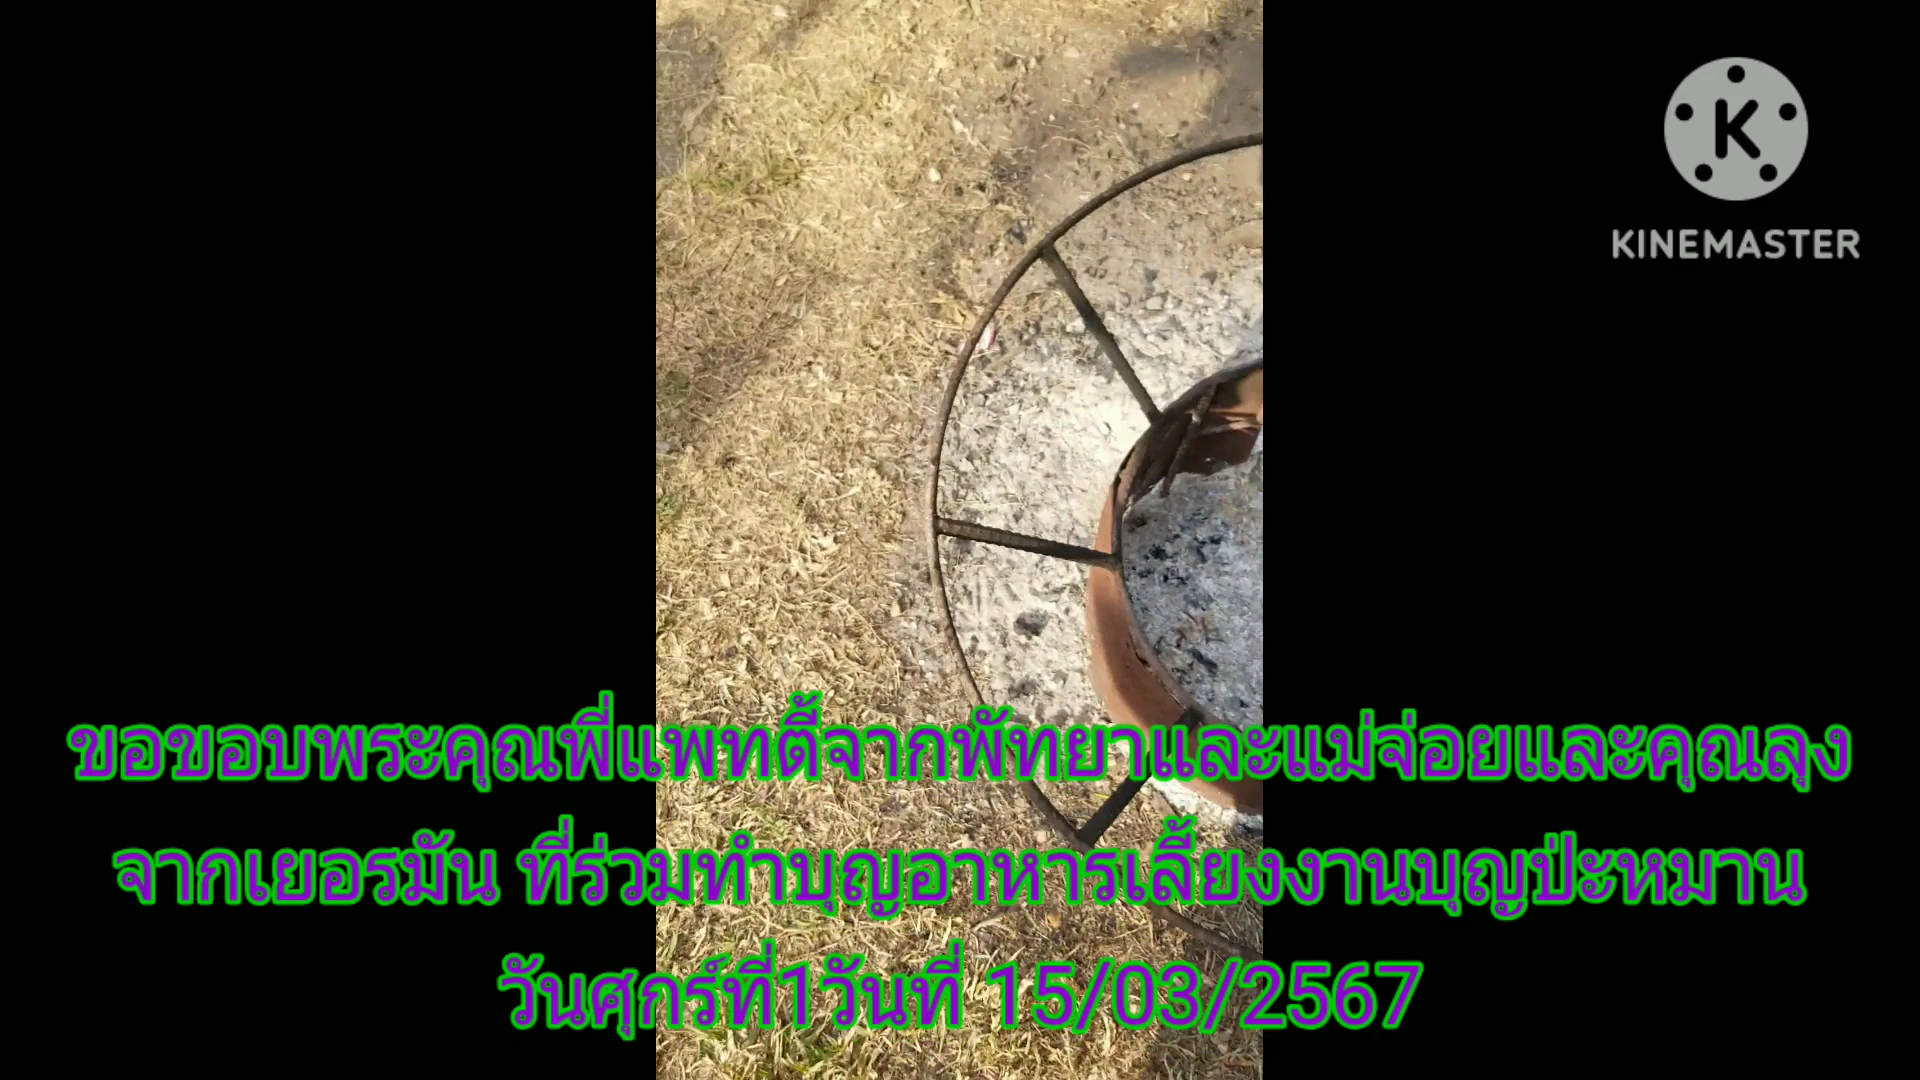 K
KINEMASTER
ขอขอบพระคุณพี่แพทตี้จากพัทยาและแม่จ่อยและคุณลุง
จากเยอรมัน ที่ร่วมทำบุญอาหารเลี้ยงงานบุญป่ะหมาน
วันศุกร์ที่1วันที่ 15/03/2567